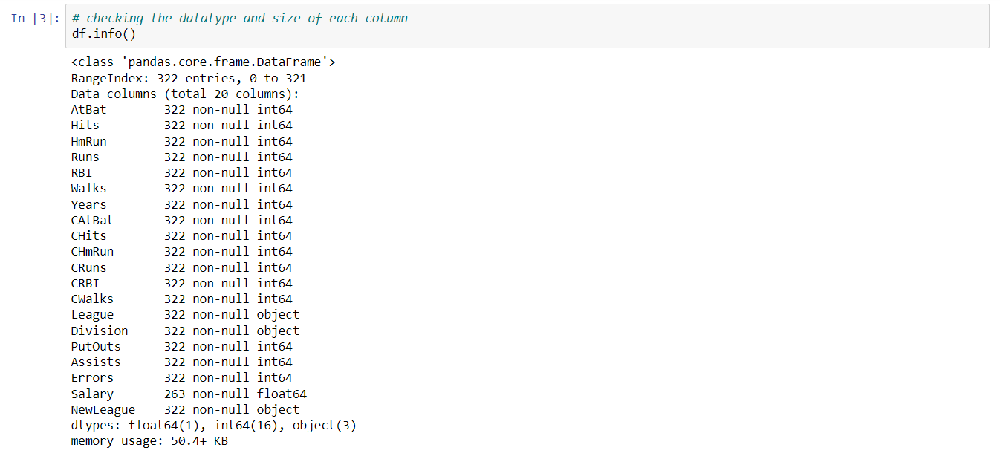 In [3]: # checking the datatype and size of each column
df.info()
<class 'pandas.core.frame.DataFrame'>
RangeIndex: 322 entries, 0 to 321
Data columns (total 20 columns):
AtBat        322 non-null int64
Hits         322 non-null int64
HmRun        322 non-null int64
Runs         322 non-null int64
RBI          322 non-null int64
Walks        322 non-null int64
Years        322 non-null int64
CAtBat       322 non-null int64
CHits        322 non-null int64
CHmRun       322 non-null int64
CRuns        322 non-null int64
CRBI         322 non-null int64
CWalks       322 non-null int64
League       322 non-null object
Division     322 non-null object
PutOuts      322 non-null int64
Assists      322 non-null int64
Errors       322 non-null int64
Salary       263 non-null float64
NewLeague    322 non-null object
dtypes: float64(1), int64(16), object(3)
memory usage: 50.4+ KB